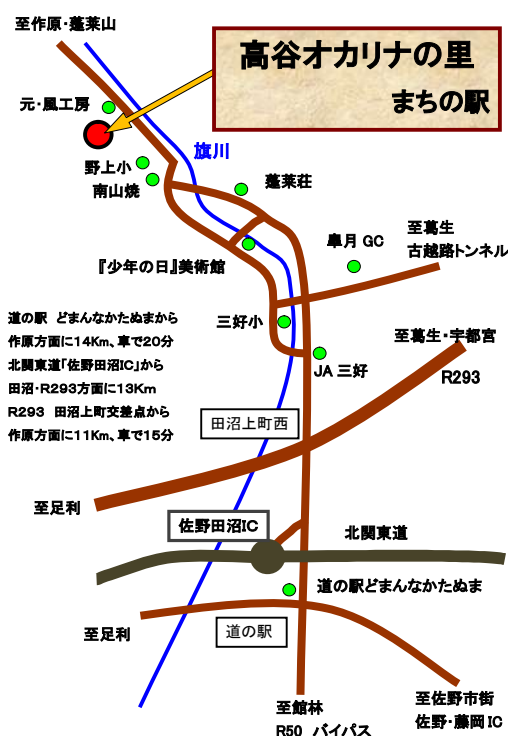 至作原・蓬莱山
高谷オカリナの里
まちの駅
元・風工房
旗川
野上小
南山焼
蓬莱荘
皐月 GC
至葛生
古越路トンネル
『少年の日』美術館
道の駅 どまんなかたぬまから
作原方面に14Km、車で20分
北関東道「佐野田沼IC」から
田沼・R293方面に13Km
R293 田沼上町交差点から
作原方面に11Km、車で15分
三好小
至葛生・宇都宮
JA 三好
R293
田沼上町西
至足利
佐野田沼IC
北関東道
道の駅どまんなかたぬま
至足利
道の駅
至館林
R50 バイパス
至佐野市街
佐野・藤岡 IC